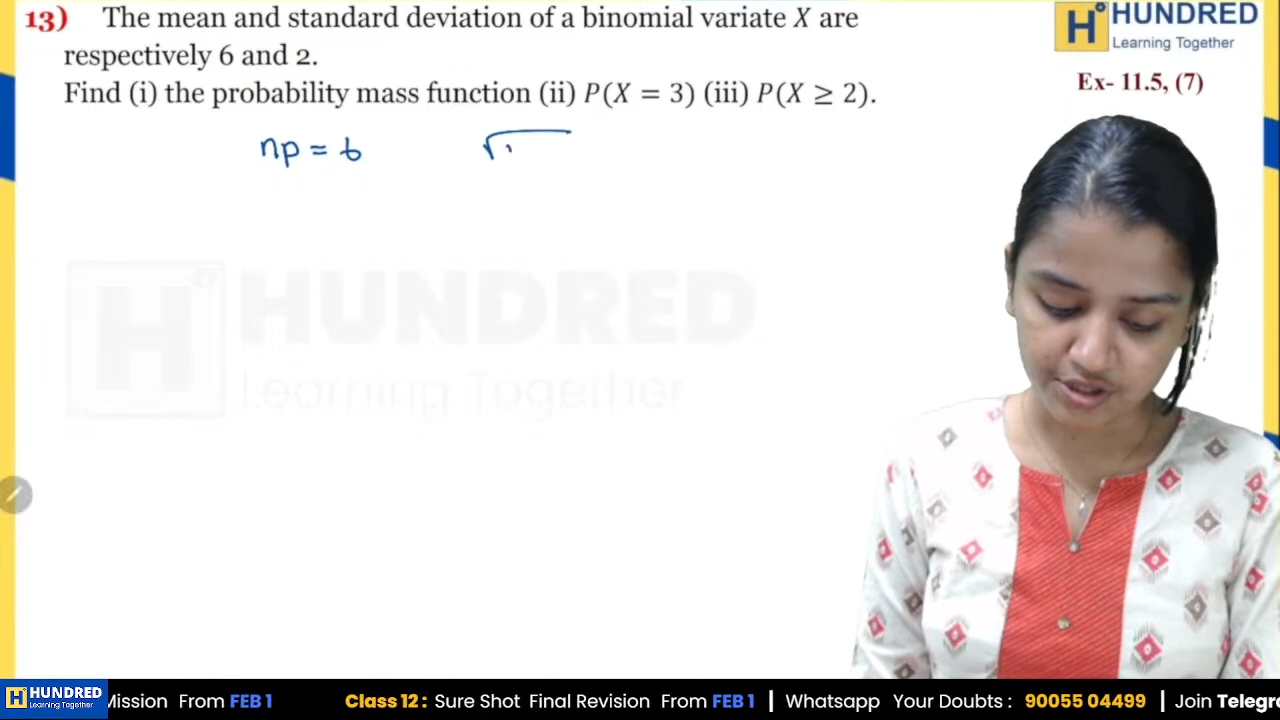 13) The mean and standard deviation of a binomial variate X are
respectively 6 and 2.
Find (i) the probability mass function (ii) P(X = 3) (iii) P(X ≥ 2).
H HUNDRED
Learning Together
Ex- 11.5, (7)
np = 6 √
H HUNDRED
Learning Together
H HUNDRED
Learning Together
Mission From FEB 1 Class 12 : Sure Shot Final Revision From FEB 1 | Whatsapp Your Doubts : 90055 04499 | Join Telegr